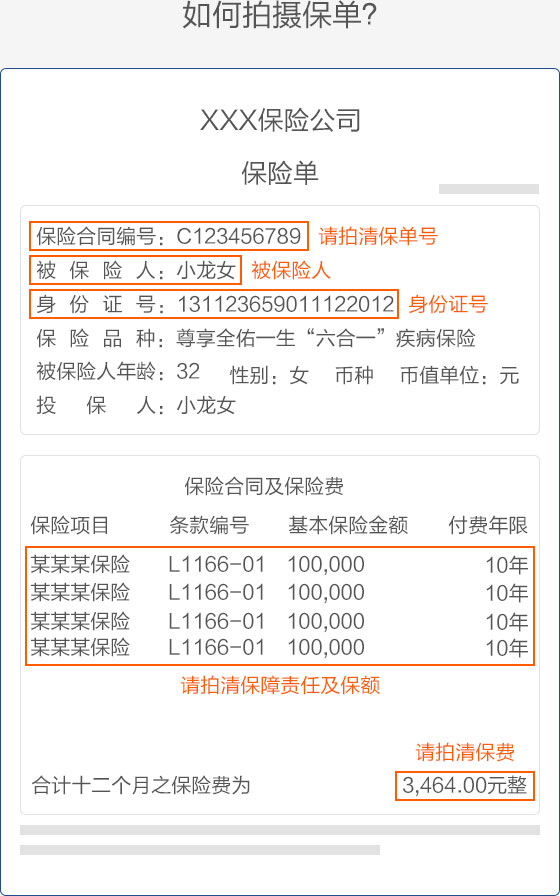 如何拍摄保单?
XXX保险公司
保险单
保险合同编号：C123456789 请拍清保单号
被保险人：小龙女 被保险人
身份证号：131123659011122012 身份证号
保险品种：尊享全佑一生“六合一”疾病保险
被保险人年龄：32 性别：女 币种 币值单位：元
投保人：小龙女
保险合同及保险费
保险项目 条款编号 基本保险金额 付费年限
某某某保险 L1166-01 100,000 10年
某某某保险 L1166-01 100,000 10年
某某某保险 L1166-01 100,000 10年
某某某保险 L1166-01 100,000 10年
请拍清保障责任及保额
请拍清保费
合计十二个月之保险费为 3,464.00元整